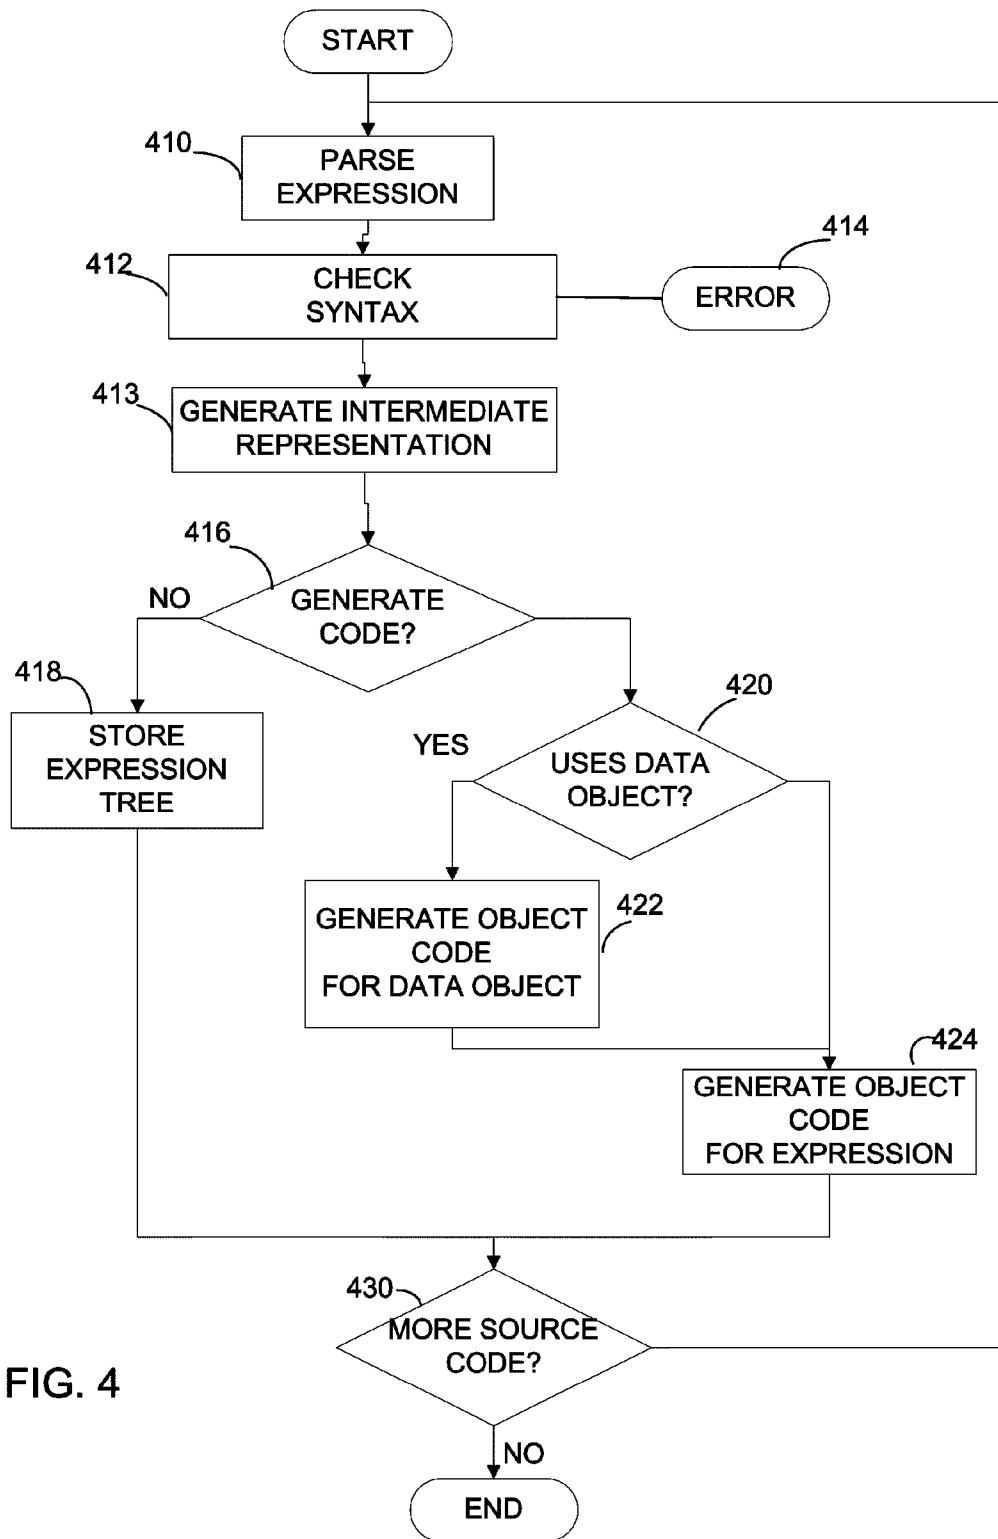 START
410
PARSE
EXPRESSION
414
412
CHECK
SYNTAX
ERROR
413
GENERATE INTERMEDIATE
REPRESENTATION
416
NO
GENERATE
CODE?
418
STORE
EXPRESSION
TREE
420
YES
USES DATA
OBJECT?
GENERATE OBJECT
CODE
FOR DATA OBJECT
422
424
GENERATE OBJECT
CODE
FOR EXPRESSION
430
MORE SOURCE
CODE?
FIG. 4
NO
END